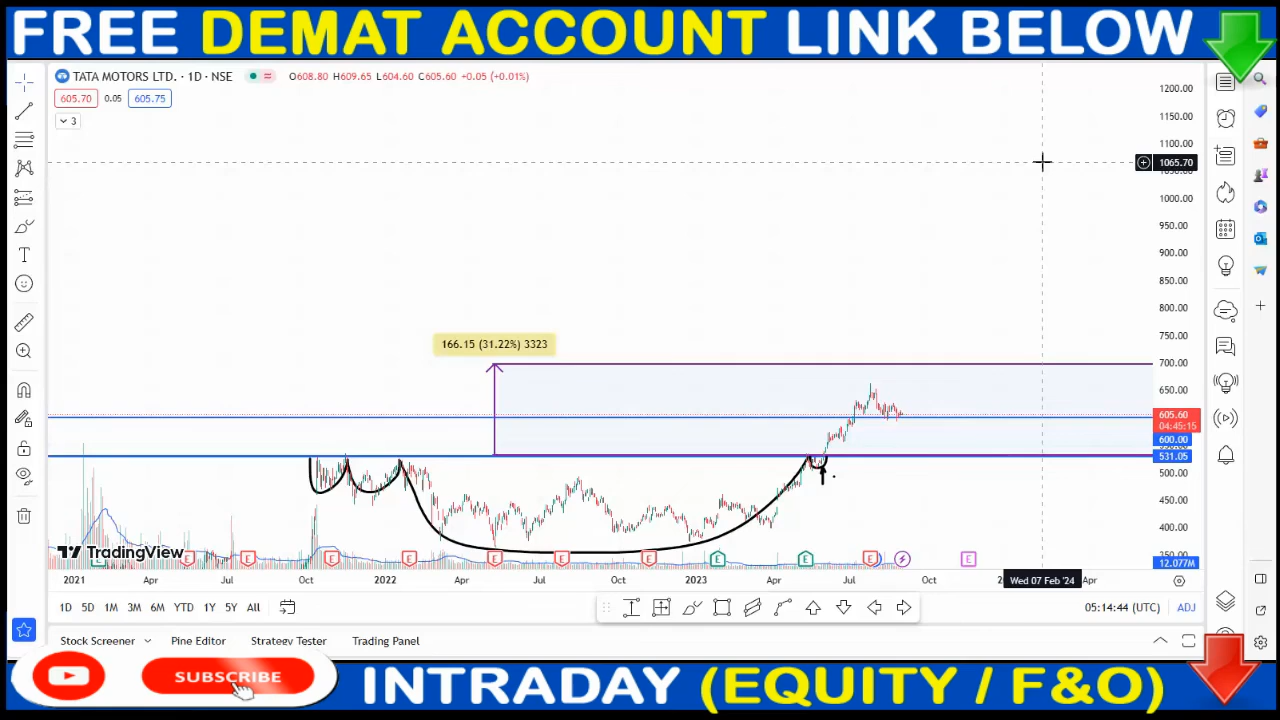 FREE DEMAT ACCOUNT LINK BELOW
TATA MOTORS LTD. · 1D · NSE
O608.80 H609.65 L604.60 C605.60 +0.05 (+0.01%)
605.70 0.05 605.75
3
1200.00
1150.00
1100.00
1065.70
1000.00
950.00
900.00
850.00
800.00
750.00
166.15 (31.22%) 3323
700.00
650.00
605.60
04:45:15
600.00
531.05
500.00
450.00
400.00
350.00
12.077M
TradingView
E E E E E E E E E E E
2021 Apr Jul Oct 2022 Apr Jul Oct 2023 Apr Jul Oct Wed 07 Feb '24 Apr
1D 5D 1M 3M 6M YTD 1Y 5Y All
05:14:44 (UTC) ADJ
Stock Screener Pine Editor Strategy Tester Trading Panel
SUBSCRIBE
INTRADAY (EQUITY / F&O)